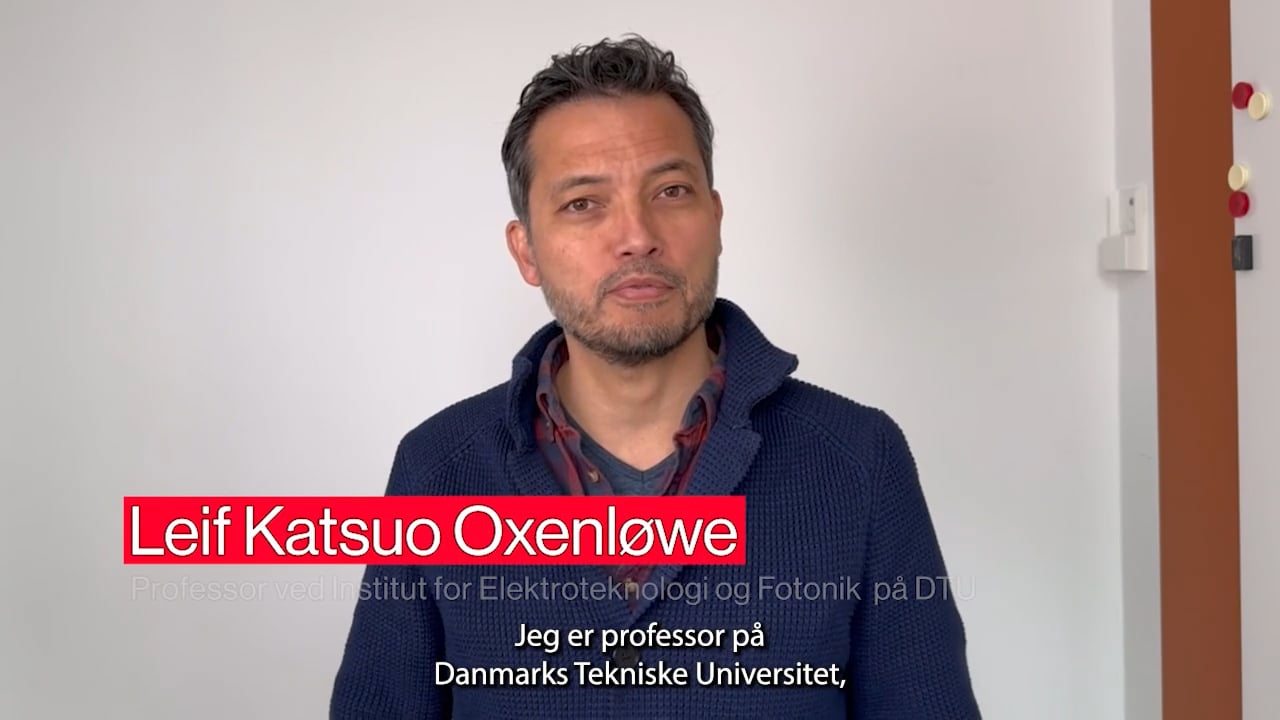 Leif Katsuo Oxenløwe
Professor ved Institut for Elektroteknologi og Fotonik på DTU
Jeg er professor på
Danmarks Tekniske Universitet,